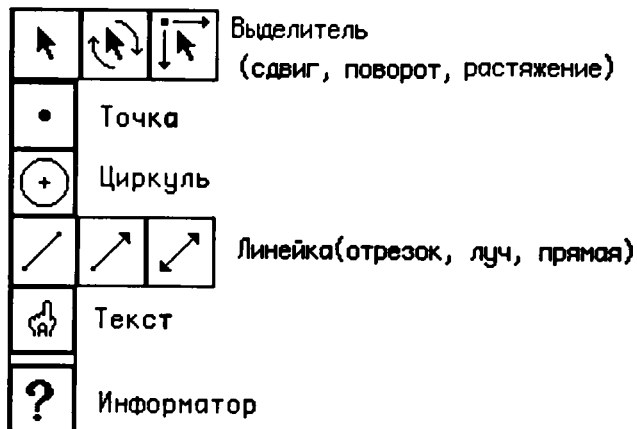 Выделитель
(сдвиг, поворот, растяжение)
Точка
Циркуль
Линейка(отрезок, луч, прямая)
A
Текст
?
Информатор